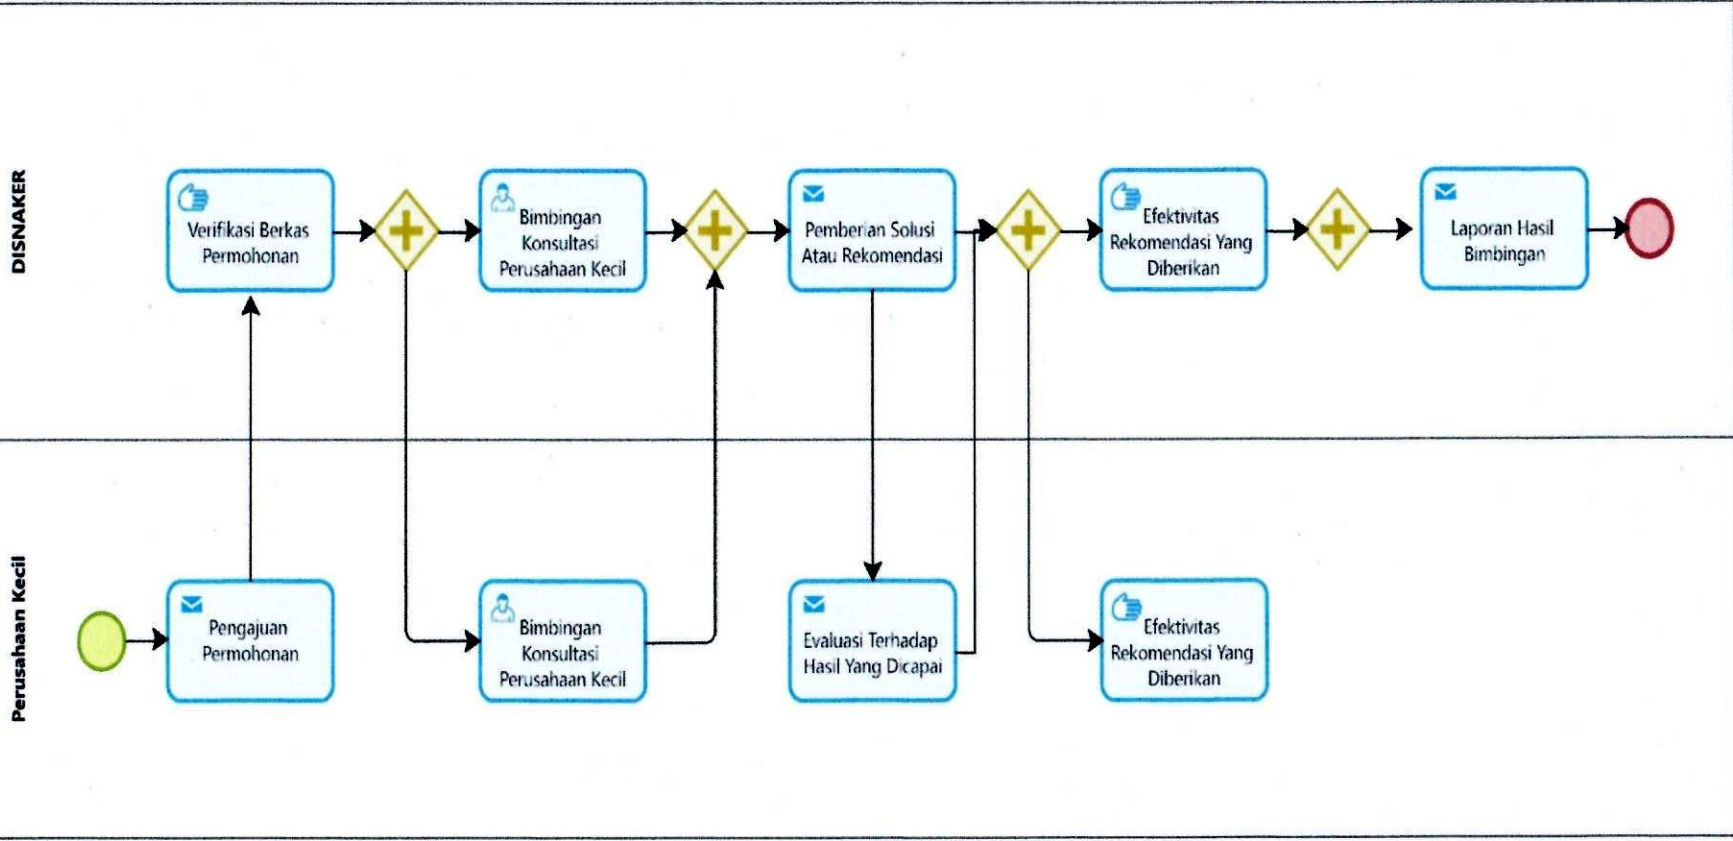 DISNAKER
Verifikasi Berkas
Permohonan
Bimbingan
Konsultasi
Perusahaan Kecil
Pemberian Solusi
Atau Rekomendasi
Efektivitas
Rekomendasi Yang
Diberikan
Laporan Hasil
Bimbingan
Perusahaan Kecil
Pengajuan
Permohonan
Bimbingan
Konsultasi
Perusahaan Kecil
Evaluasi Terhadap
Hasil Yang Dicapai
Efektivitas
Rekomendasi Yang
Diberikan